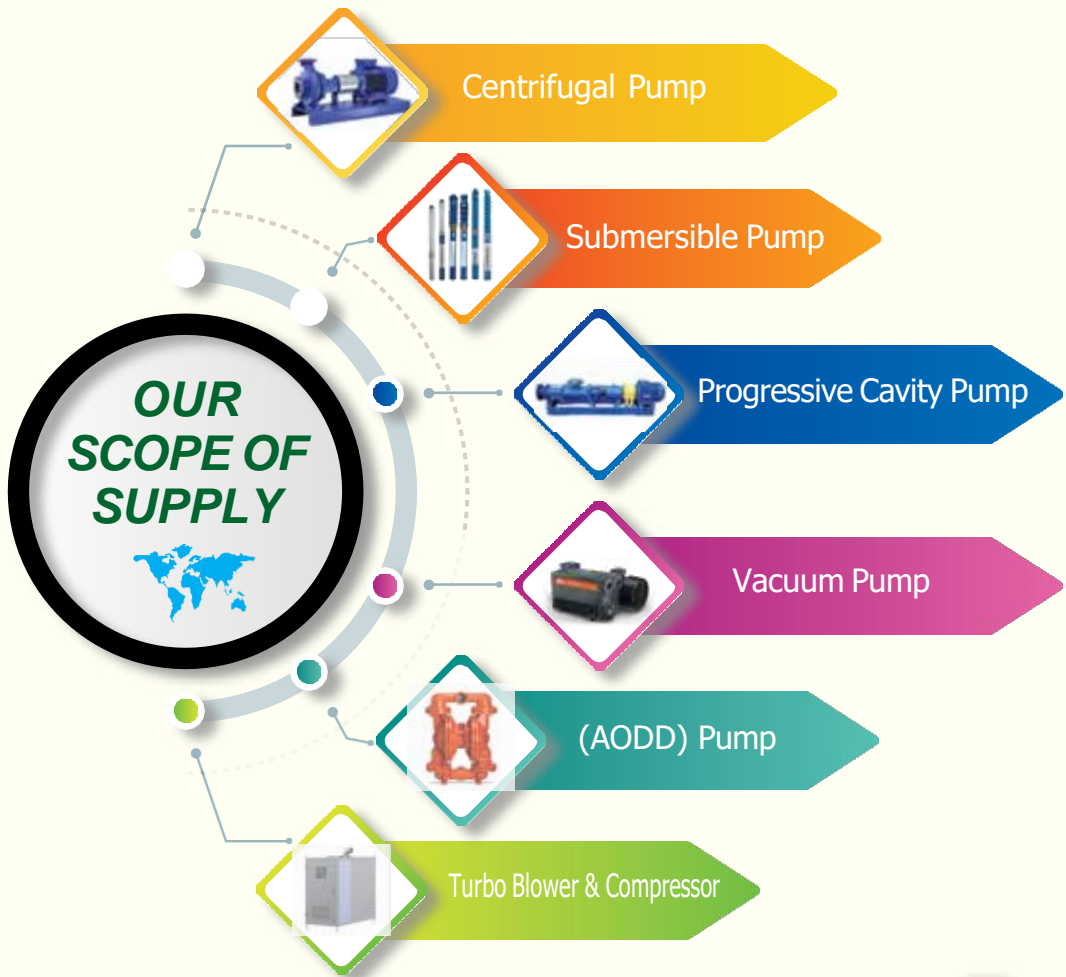 Centrifugal Pump
Submersible Pump
OUR
SCOPE OF
SUPPLY
Progressive Cavity Pump
Vacuum Pump
(AODD) Pump
Turbo Blower & Compressor